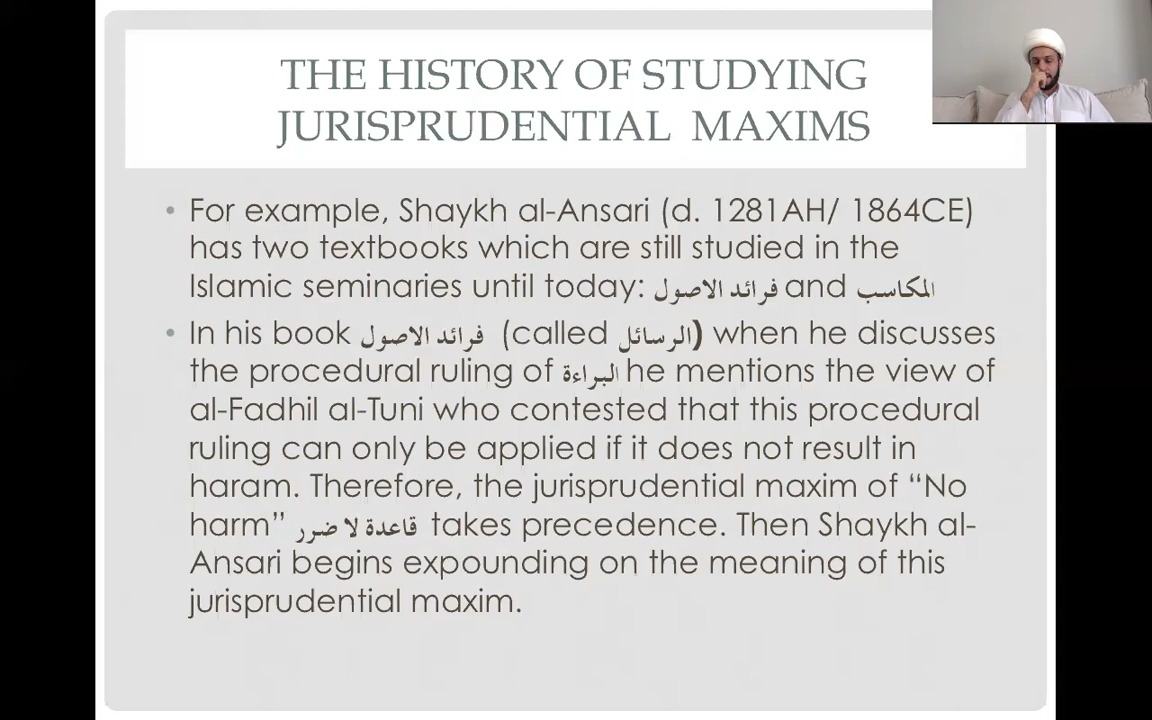 THE HISTORY OF STUDYING
JURISPRUDENTIAL MAXIMS
• For example, Shaykh al-Ansari (d. 1281AH/ 1864CE)
has two textbooks which are still studied in the
Islamic seminaries until today: فرائد الاصول and المكاسب
• In his book فرائد الاصول (called الرسائل) when he discusses
the procedural ruling of البراءة he mentions the view of
al-Fadhil al-Tuni who contested that this procedural
ruling can only be applied if it does not result in
haram. Therefore, the jurisprudential maxim of “No
harm” قاعدة لا ضرر takes precedence. Then Shaykh al-
Ansari begins expounding on the meaning of this
jurisprudential maxim.